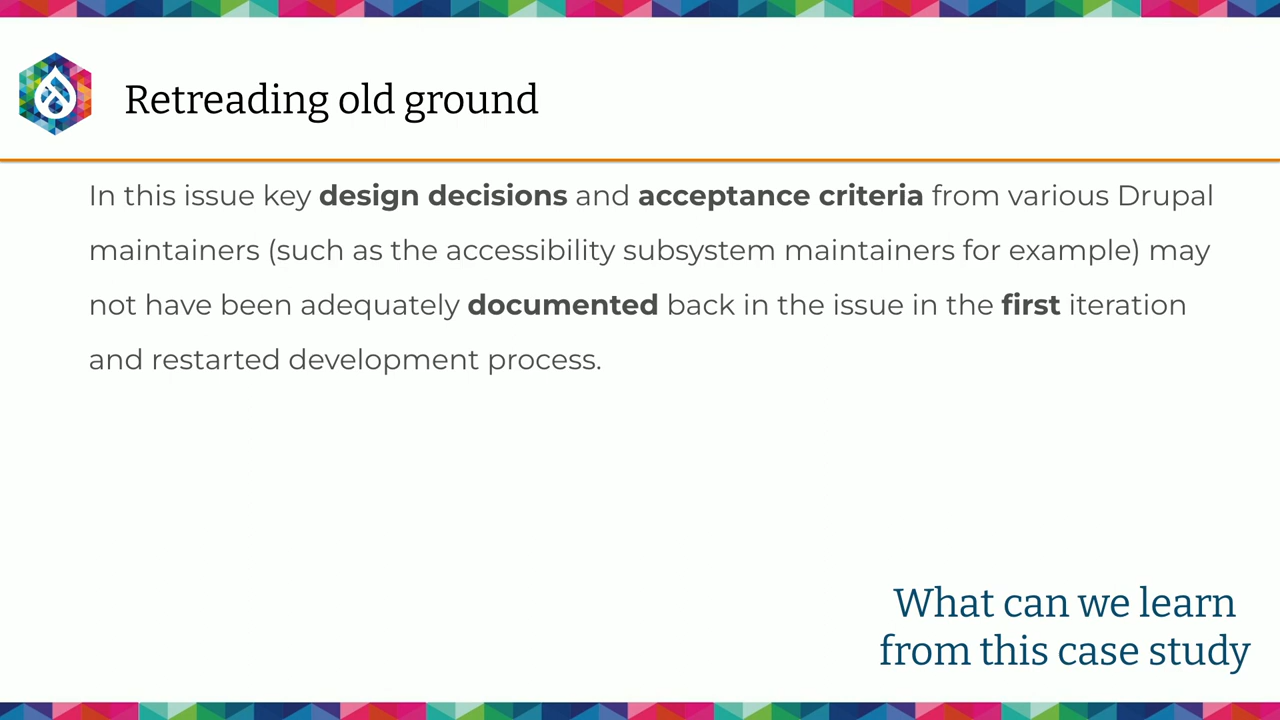 Retreading old ground
In this issue key design decisions and acceptance criteria from various Drupal
maintainers (such as the accessibility subsystem maintainers for example) may
not have been adequately documented back in the issue in the first iteration
and restarted development process.
What can we learn
from this case study